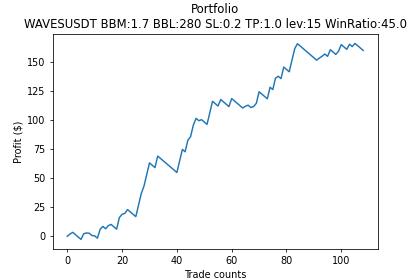 Portfolio
WAVESUSDT BBM:1.7 BBL:280 SL:0.2 TP:1.0 lev:15 WinRatio:45.0
150
125
100
75
50
25
0
Profit ($)
0 20 40 60 80 100
Trade counts